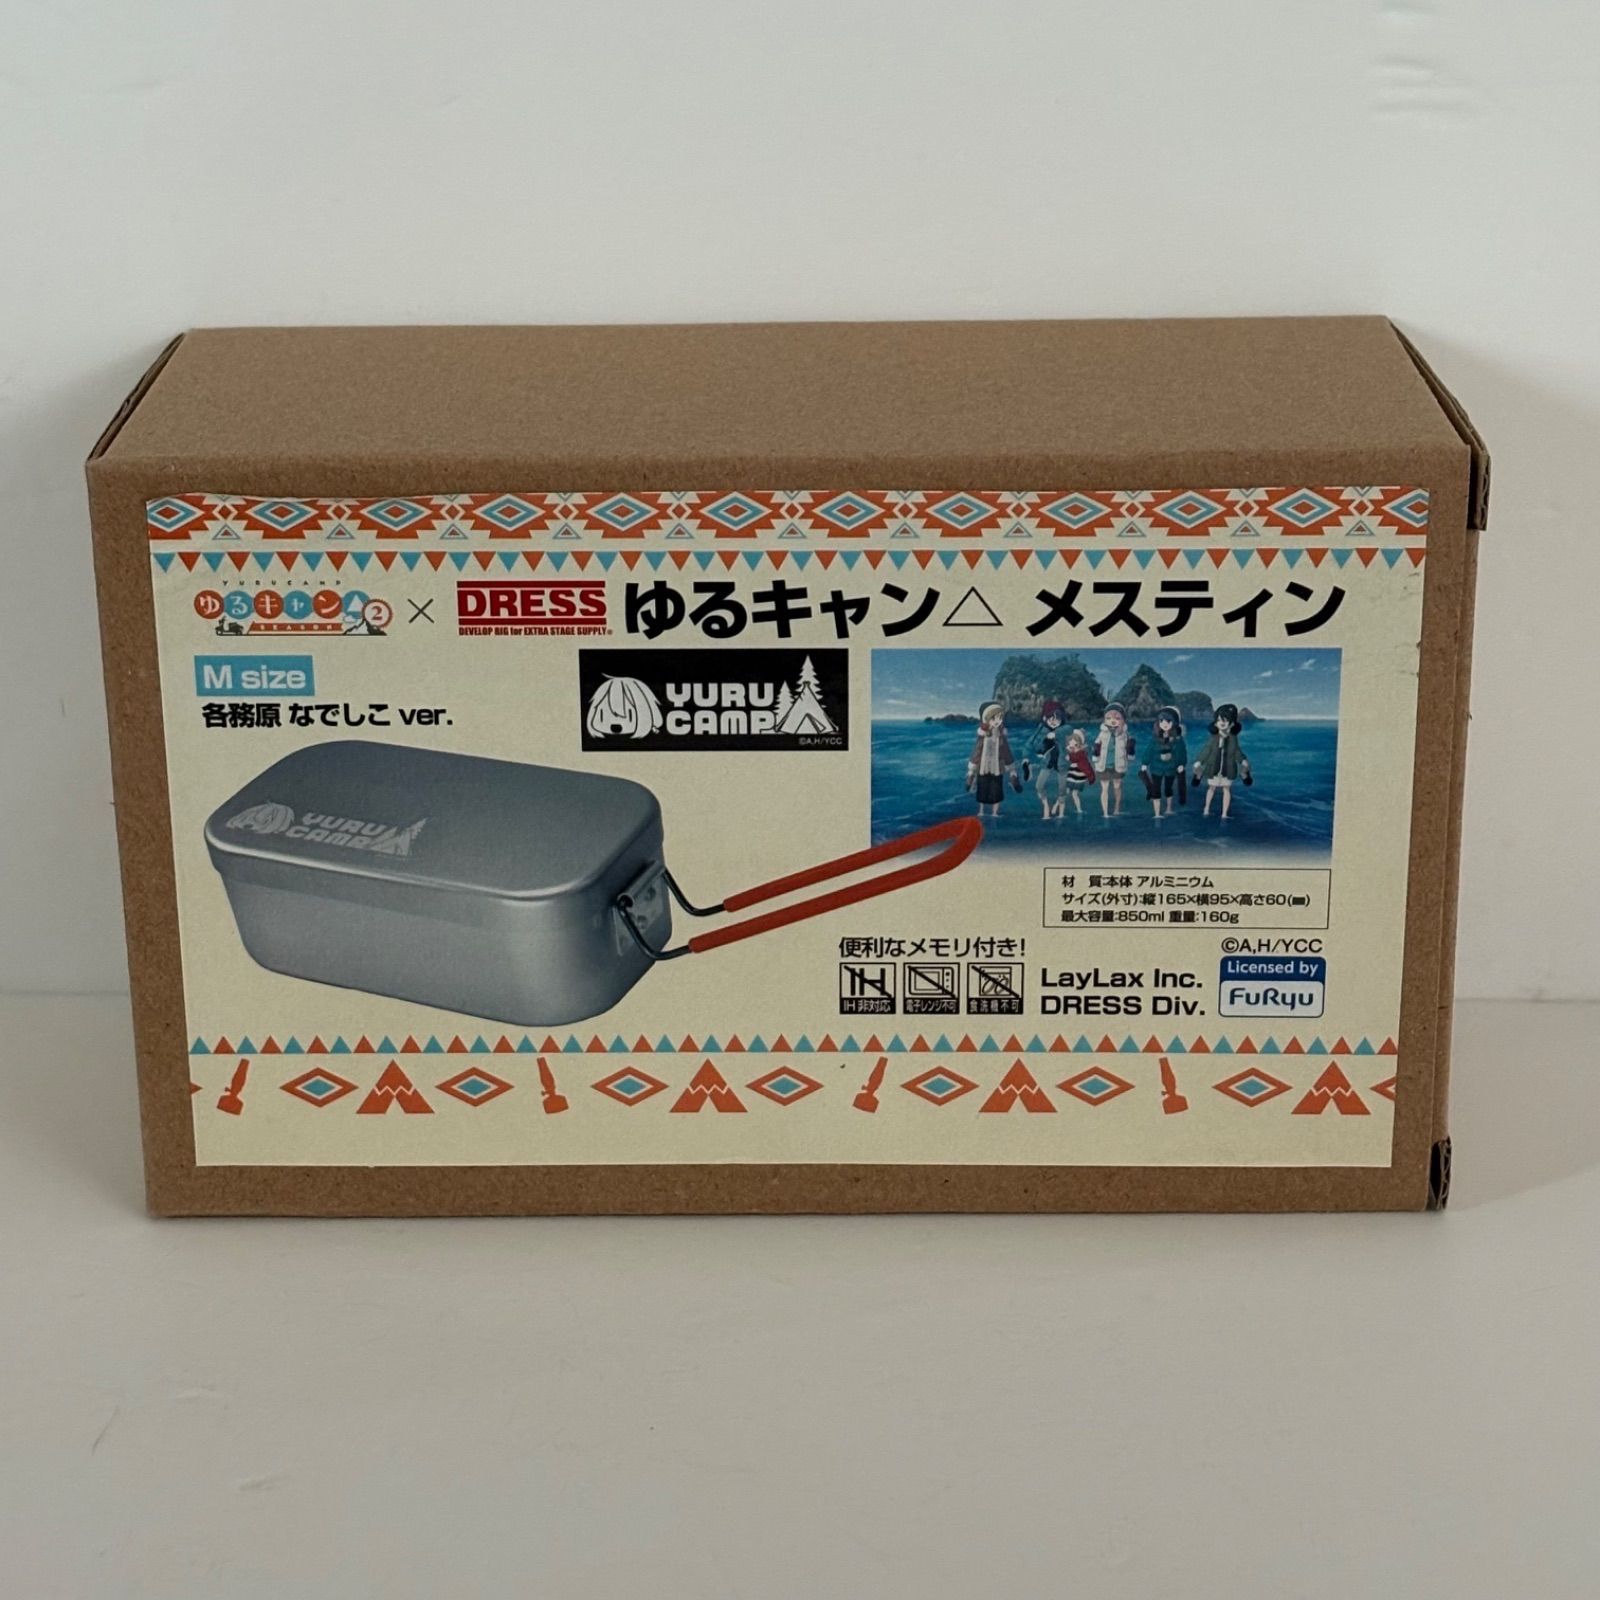 YURUCAMP
ゆるキャン△2
SEASON
×
DRESS
DEVELOP RIG for EXTRA STAGE SUPPLY®
ゆるキャン△ メスティン
M size
各務原 なでしこ ver.
YURU
CAMP
©A,H/YCC
YURU
CAMP
材 質:本体 アルミニウム
サイズ(外寸):縦165×横95×高さ60(㎜)
最大容量:850ml 重量:160g
©A,H/YCC
便利なメモリ付き!
IH
IH 非対応
電子レンジ不可
食洗機不可
LayLax Inc.
DRESS Div.
Licensed by
FuRyu